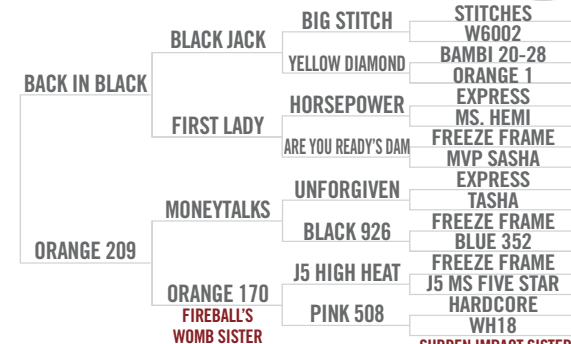 STITCHES
BIG STITCH
W6002
BLACK JACK
BAMBI 20-28
YELLOW DIAMOND
ORANGE 1
BACK IN BLACK
EXPRESS
HORSEPOWER
MS. HEMI
FIRST LADY
FREEZE FRAME
ARE YOU READY'S DAM
MVP SASHA
EXPRESS
UNFORGIVEN
TASHA
MONEYTALKS
FREEZE FRAME
BLACK 926
BLUE 352
ORANGE 209
FREEZE FRAME
J5 HIGH HEAT
J5 MS FIVE STAR
ORANGE 170
HARDCORE
FIREBALL'S
PINK 508
WH18
WOMB SISTER
SUDDEN IMPACT SISTER